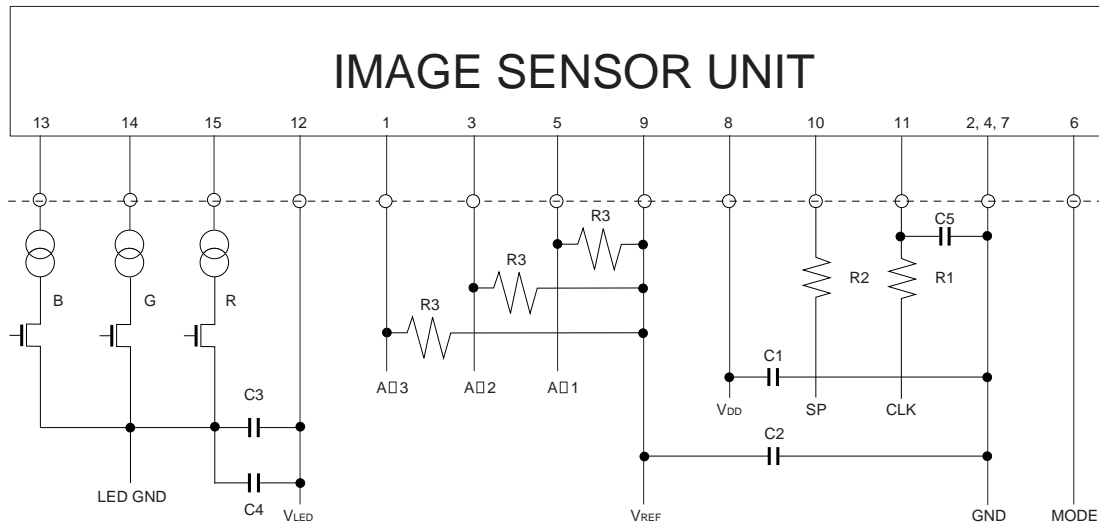 IMAGE SENSOR UNIT
13 14 15 12 1 3 5 9 8 10 11 2, 4, 7 6
R3 C5
R3 R2 R1
B G R R3
C1
A□3 A□2 A□1
C3 VDD SP CLK
C2
LED GND C4 VLED VREF GND MODE